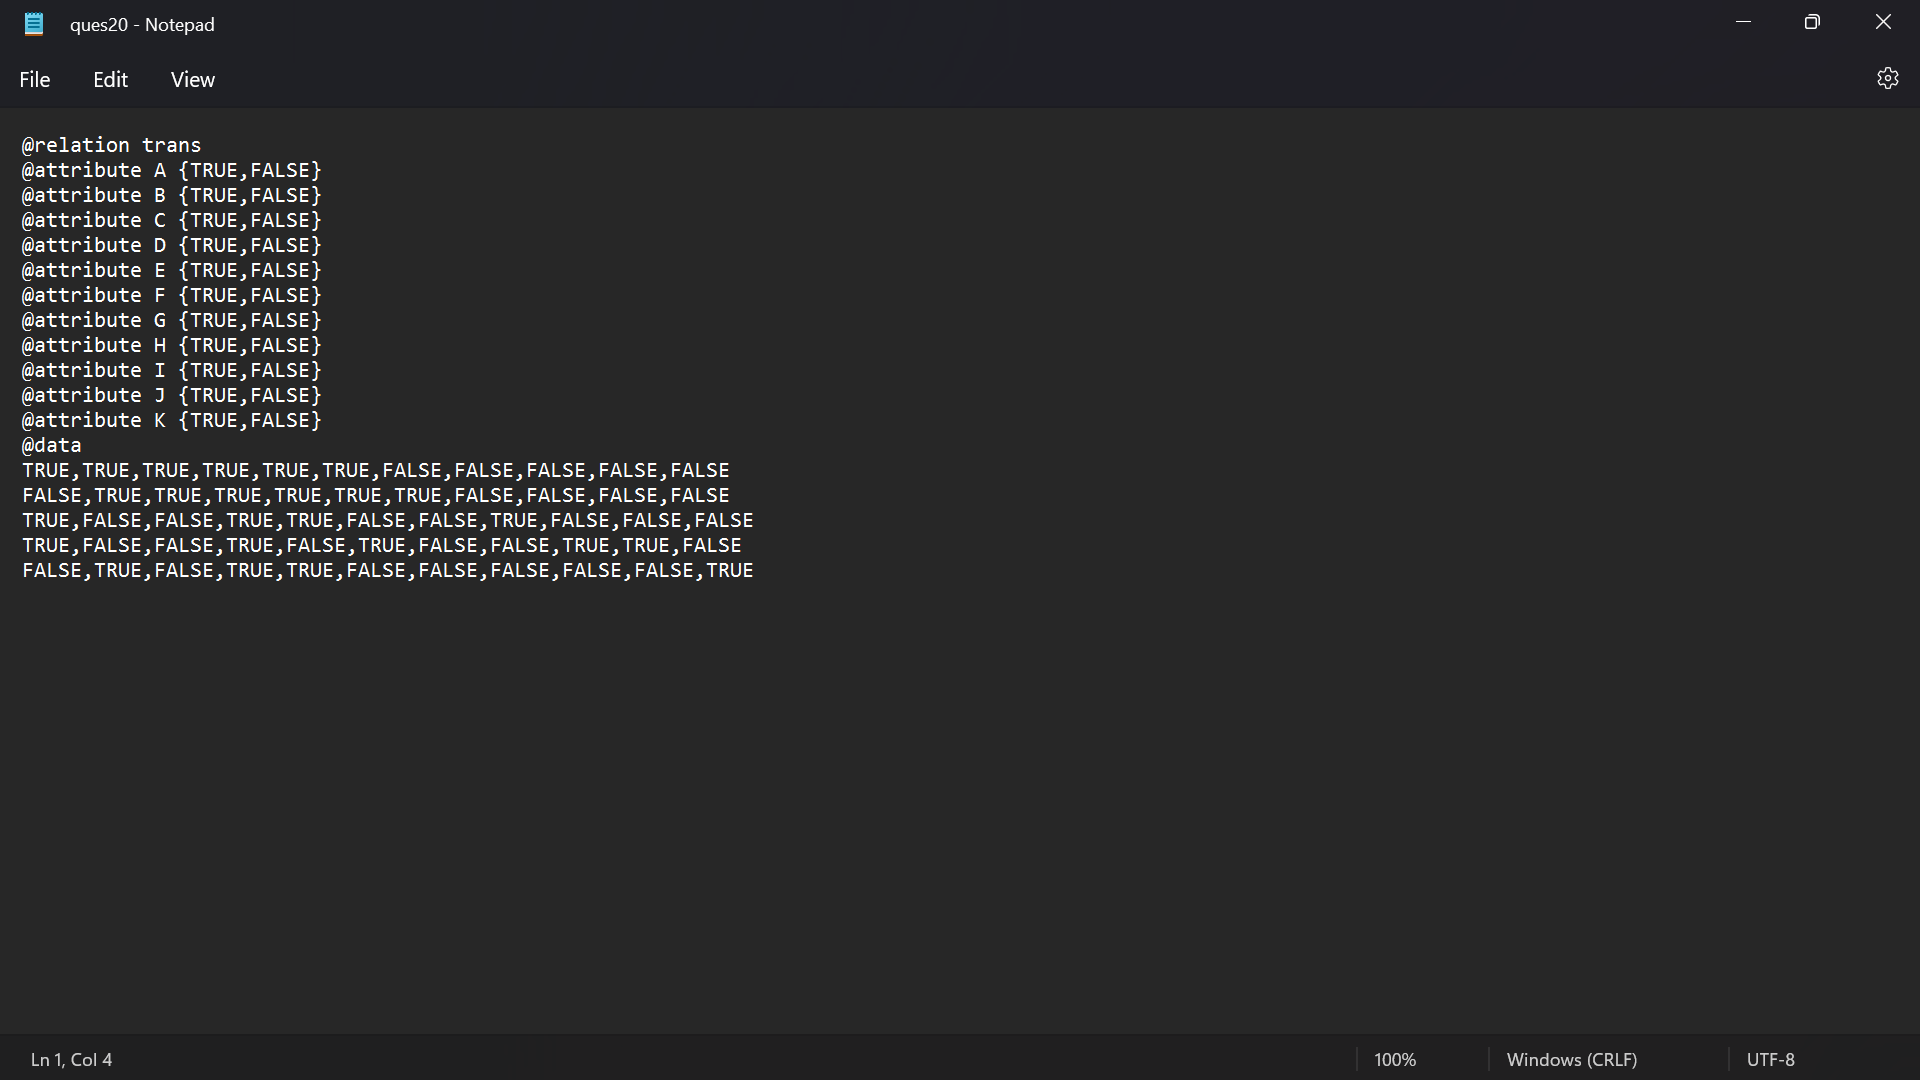 ques20 - Notepad
File Edit View
@relation trans
@attribute A {TRUE,FALSE}
@attribute B {TRUE,FALSE}
@attribute C {TRUE,FALSE}
@attribute D {TRUE,FALSE}
@attribute E {TRUE,FALSE}
@attribute F {TRUE,FALSE}
@attribute G {TRUE,FALSE}
@attribute H {TRUE,FALSE}
@attribute I {TRUE,FALSE}
@attribute J {TRUE,FALSE}
@attribute K {TRUE,FALSE}
@data
TRUE,TRUE,TRUE,TRUE,TRUE,TRUE,FALSE,FALSE,FALSE,FALSE,FALSE
FALSE,TRUE,TRUE,TRUE,TRUE,TRUE,TRUE,FALSE,FALSE,FALSE,FALSE
TRUE,FALSE,FALSE,TRUE,TRUE,FALSE,FALSE,TRUE,FALSE,FALSE,FALSE
TRUE,FALSE,FALSE,TRUE,FALSE,TRUE,FALSE,FALSE,TRUE,TRUE,FALSE
FALSE,TRUE,FALSE,TRUE,TRUE,FALSE,FALSE,FALSE,FALSE,FALSE,TRUE
Ln 1, Col 4 100% Windows (CRLF) UTF-8